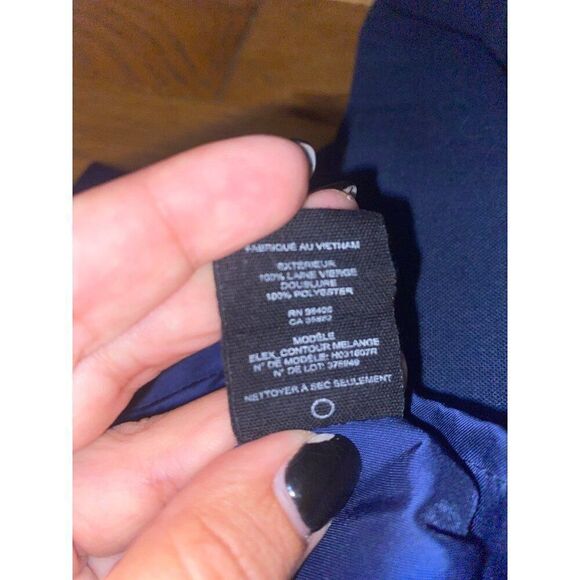 FABRIQUÉ AU VIETNAM
EXTÉRIEUR
100% LAINE VIERGE
DOUBLURE
100% POLYESTER
RN
CA
MODÈLE
ELEX_CONTOUR MELANGE
N° DE MODÈLE: H031607R
N° DE LOT: 375949
NETTOYER À SEC SEULEMENT